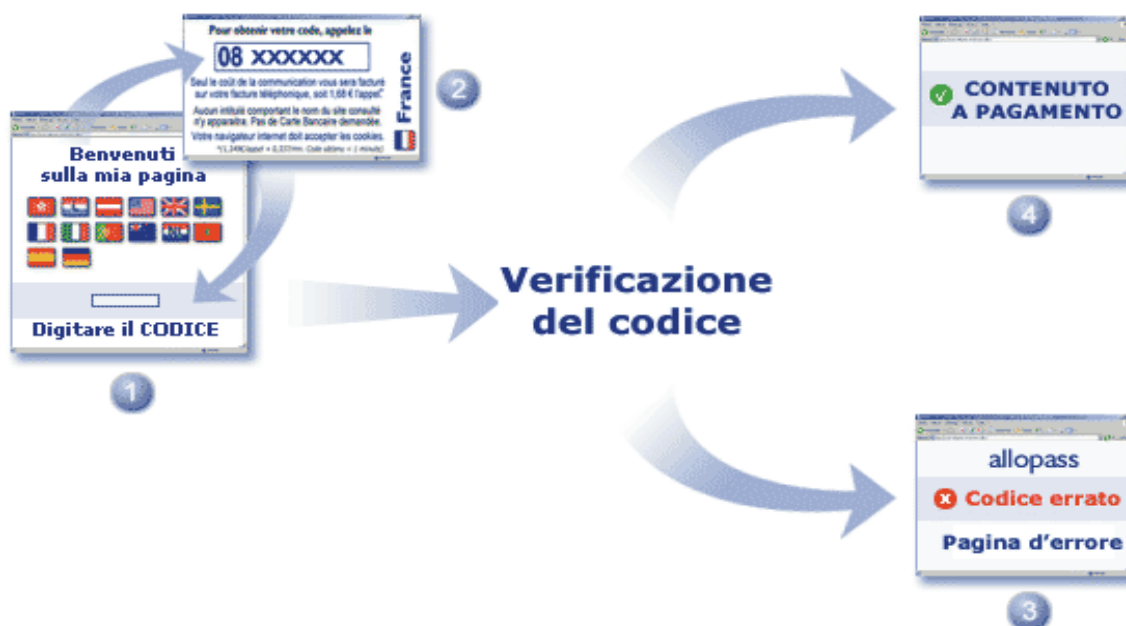 Pour obtenir votre code, appelez le
08 XXXXXX
Seul le coût de la communication vous sera facturé
sur votre facture téléphonique, soit 1,68 € l'appel*
Aucun intitulé comportant le nom du site consulté
n'y apparaitra. Pas de Carte Bancaire demandée.
Votre navigateur internet doit accepter les cookies.
France
2
Benvenuti
sulla mia pagina
Digitare il CODICE
1
Verificazione
del codice
CONTENUTO
A PAGAMENTO
4
allopass
Codice errato
Pagina d'errore
3